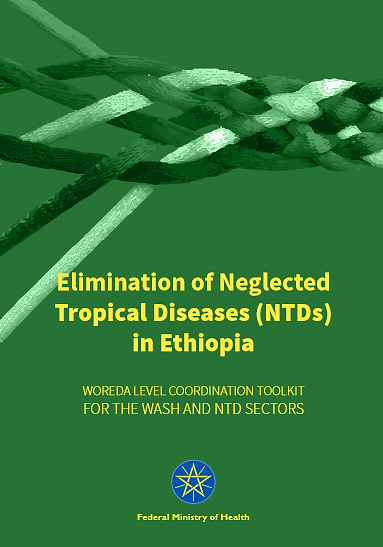 Elimination of Neglected
Tropical Diseases (NTDs)
in Ethiopia
WOREDA LEVEL COORDINATION TOOLKIT
FOR THE WASH AND NTD SECTORS
Federal Ministry of Health